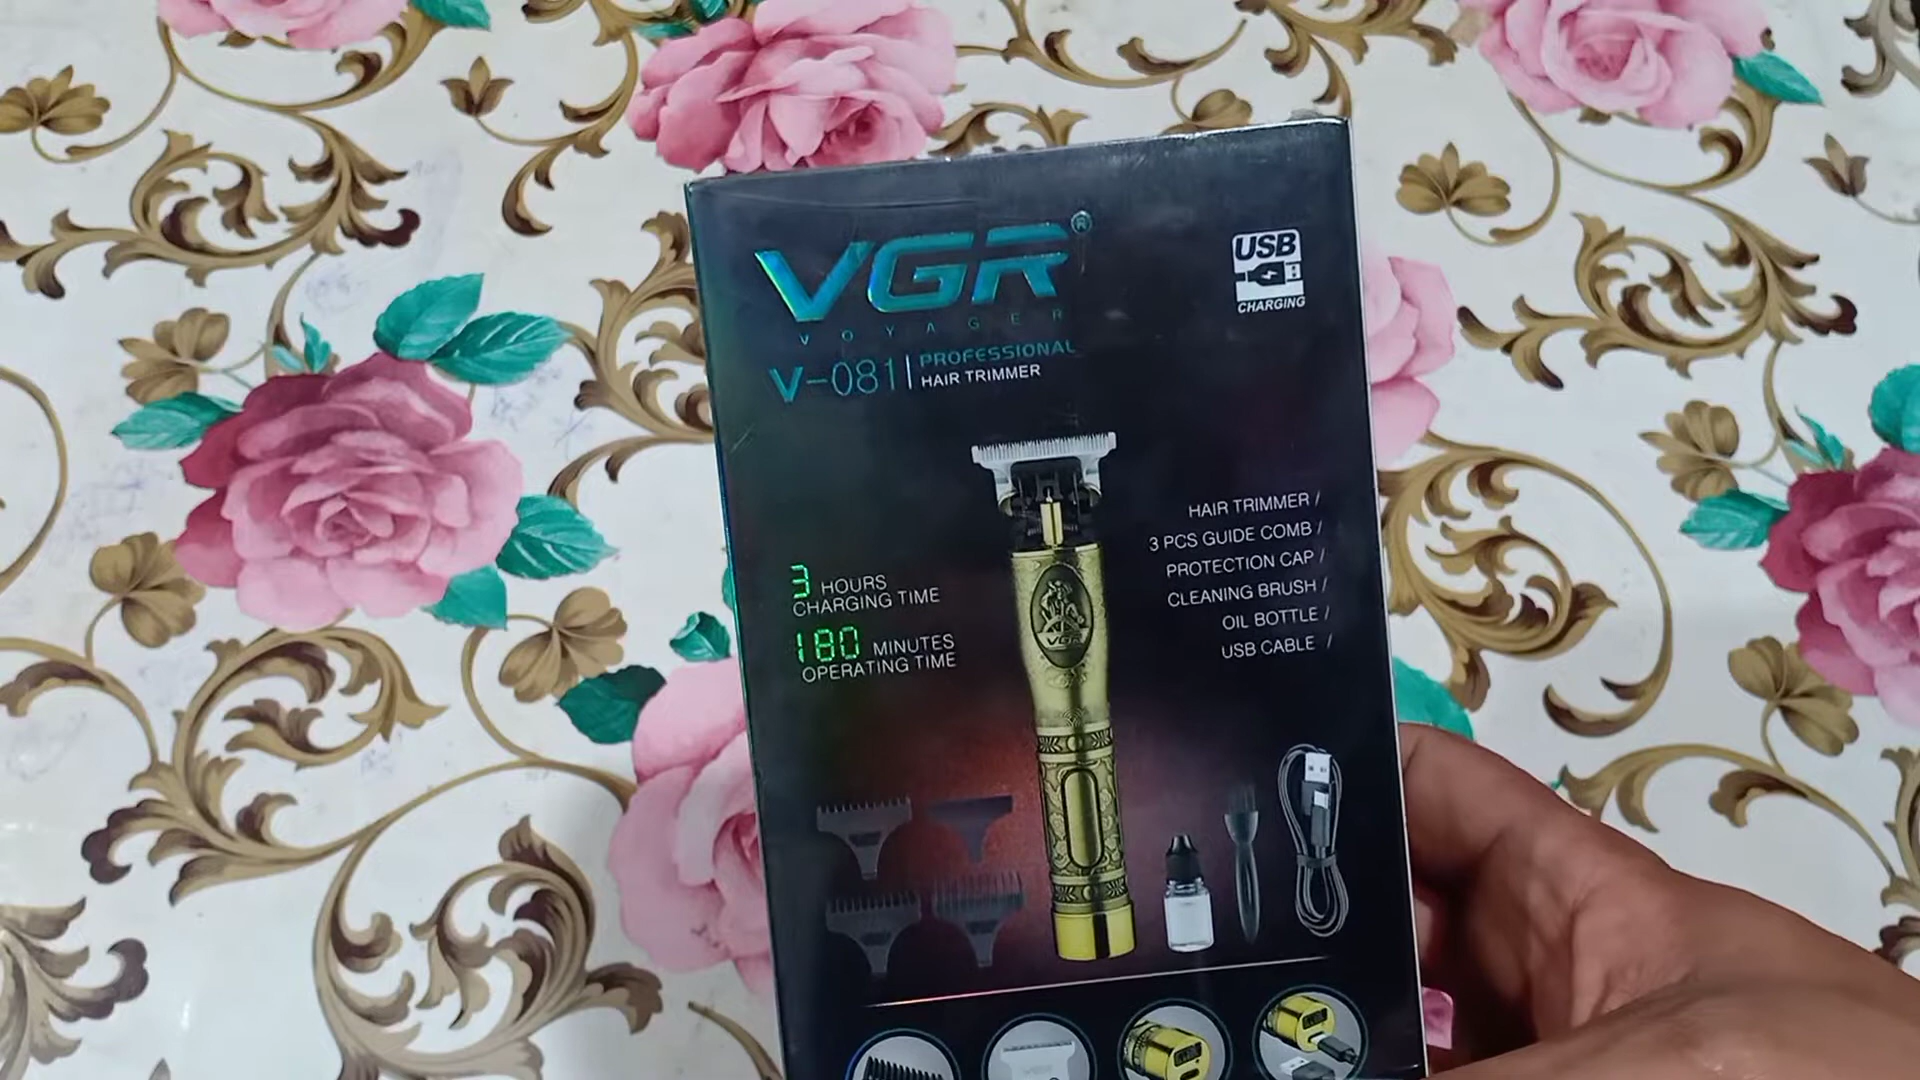 VGR®
VOYAGER
V-081 | PROFESSIONAL
HAIR TRIMMER
USB
CHARGING
3 HOURS
CHARGING TIME
180 MINUTES
OPERATING TIME
HAIR TRIMMER /
3 PCS GUIDE COMB /
PROTECTION CAP /
CLEANING BRUSH /
OIL BOTTLE /
USB CABLE /
VGR